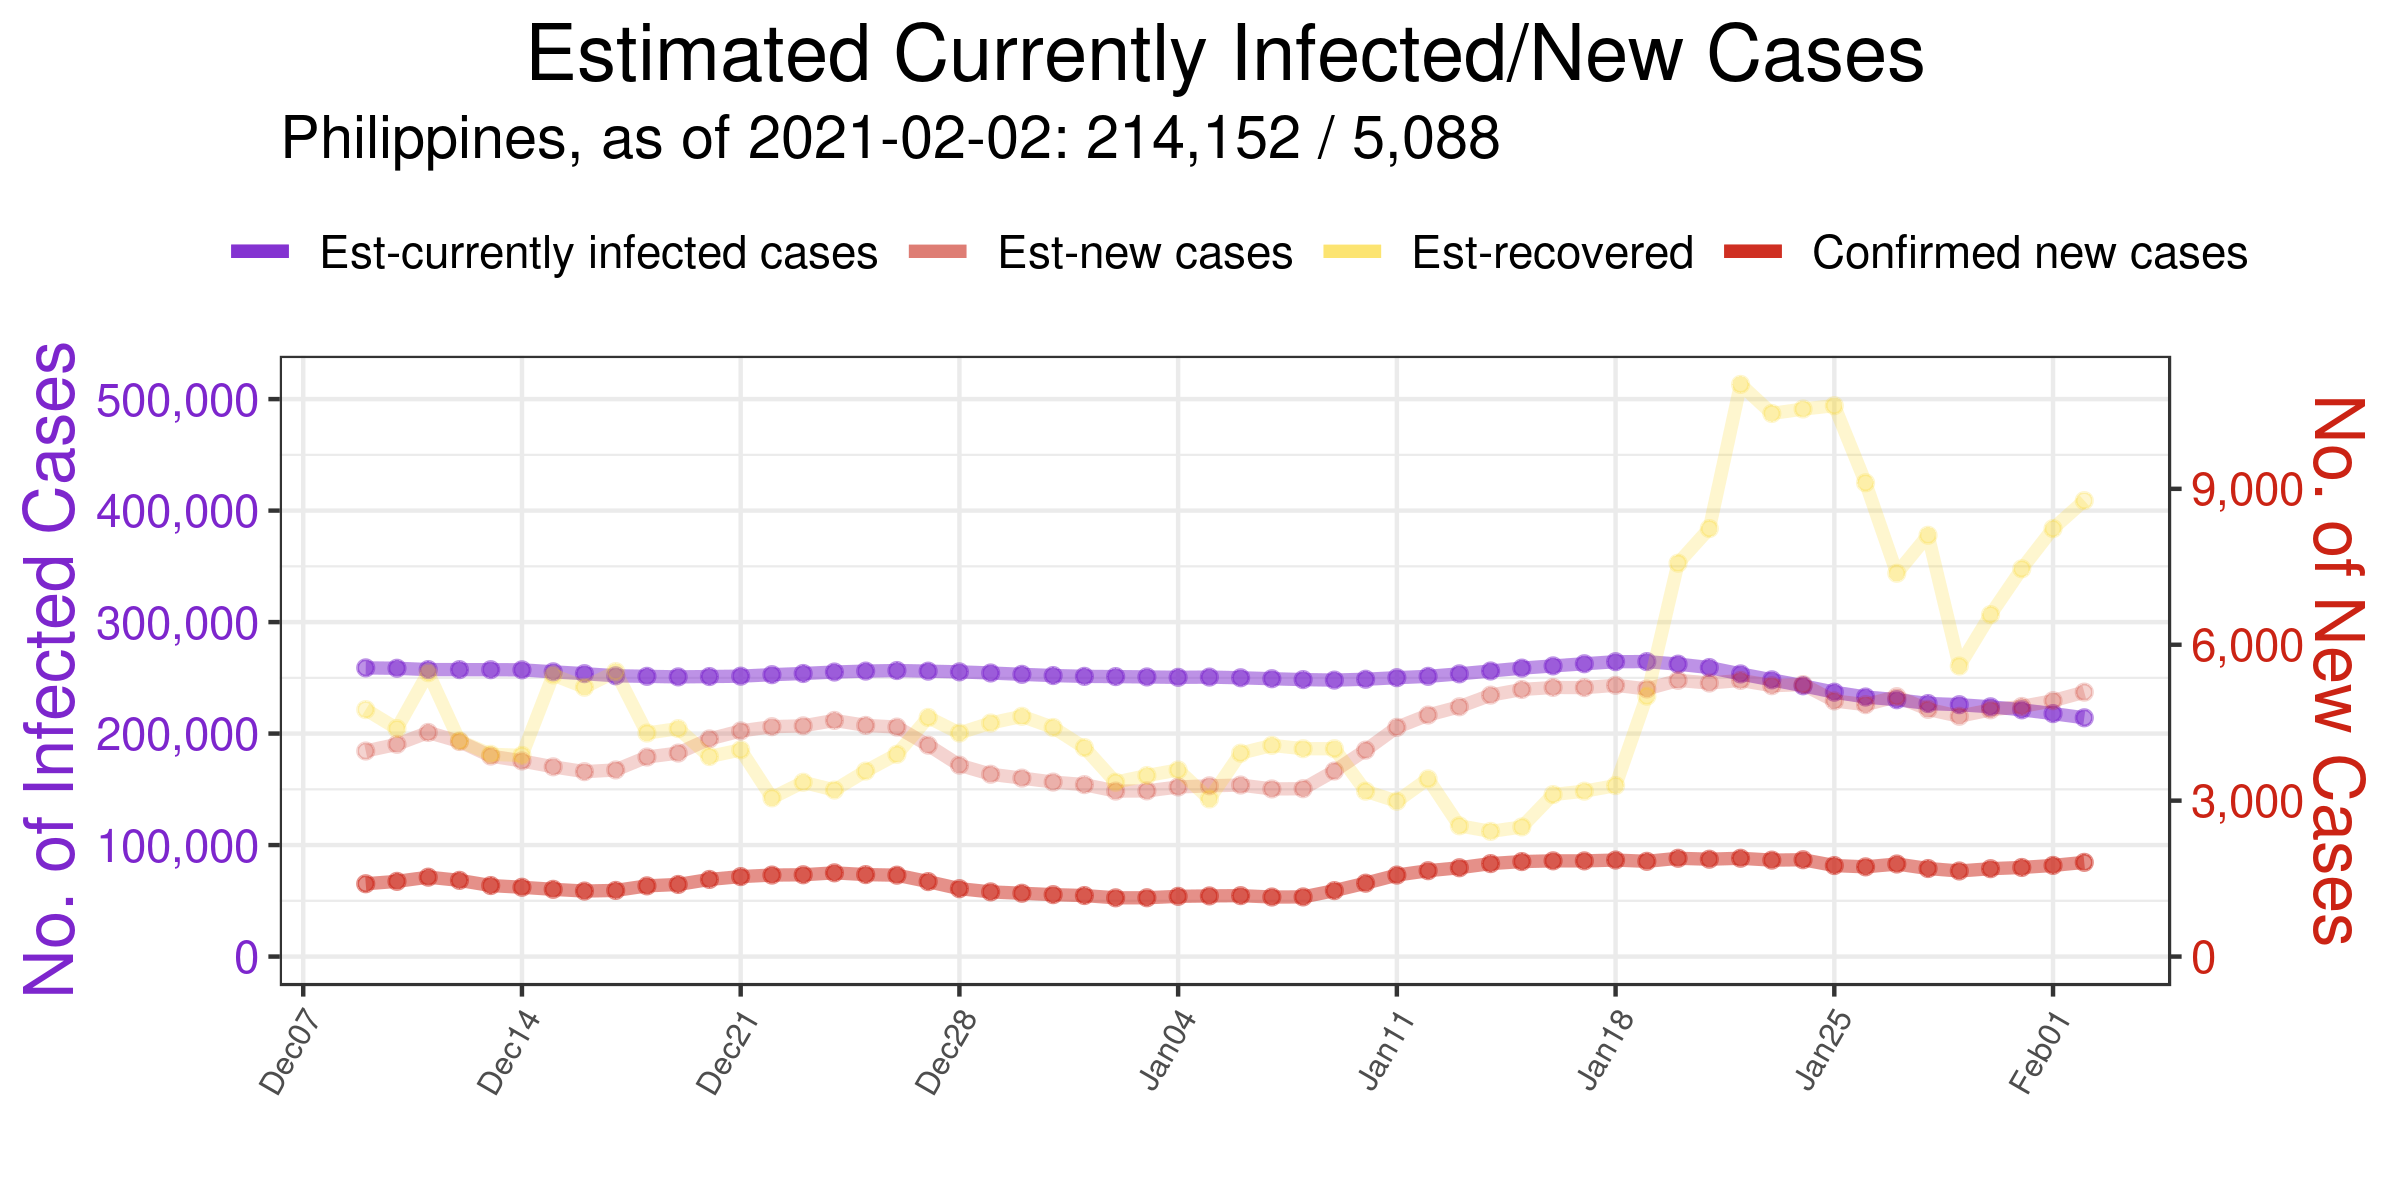 Estimated Currently Infected/New Cases
Philippines, as of 2021-02-02: 214,152 / 5,088
Est-currently infected cases Est-new cases Est-recovered Confirmed new cases
No. of Infected Cases
500,000
400,000
300,000
200,000
100,000
0
No. of New Cases
9,000
6,000
3,000
0
Dec07 Dec14 Dec21 Dec28 Jan04 Jan11 Jan18 Jan25 Feb01